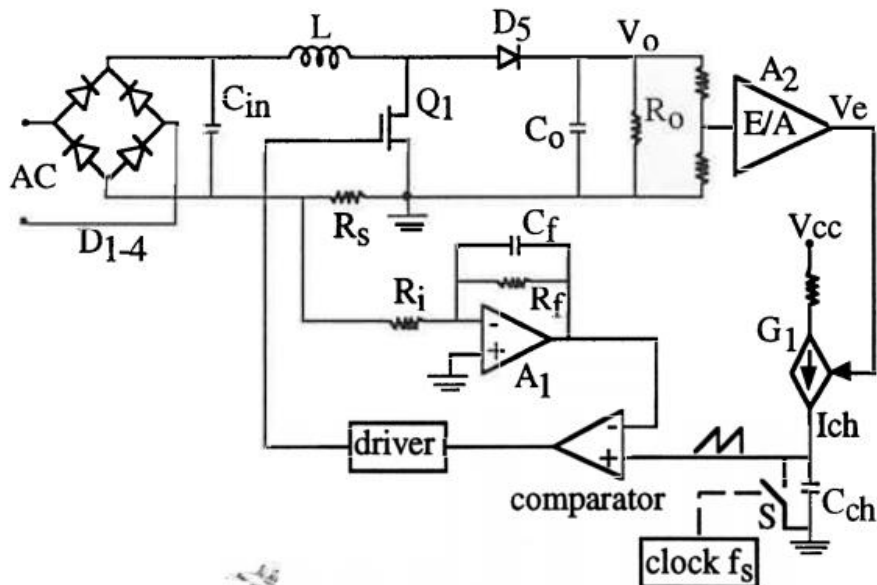 L
D5
Vo
A2
Cin
Q1
Co
Ro
E/A
Ve
AC
D1-4
Rs
Cf
Vcc
Ri
Rf
G1
A1
Ich
driver
comparator
S
Cch
clock fs